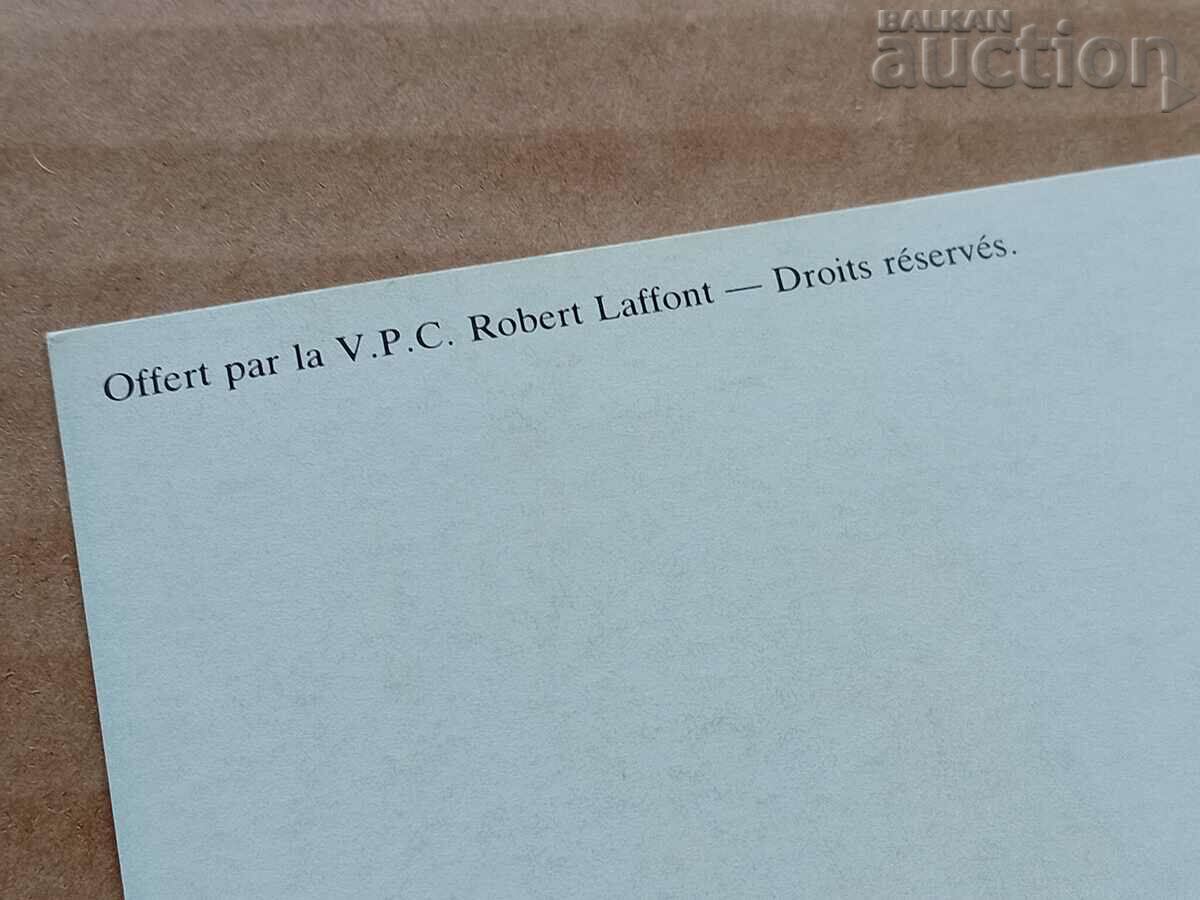 BALKAN
auction
Offert par la V.P.C. Robert Laffont — Droits réservés.